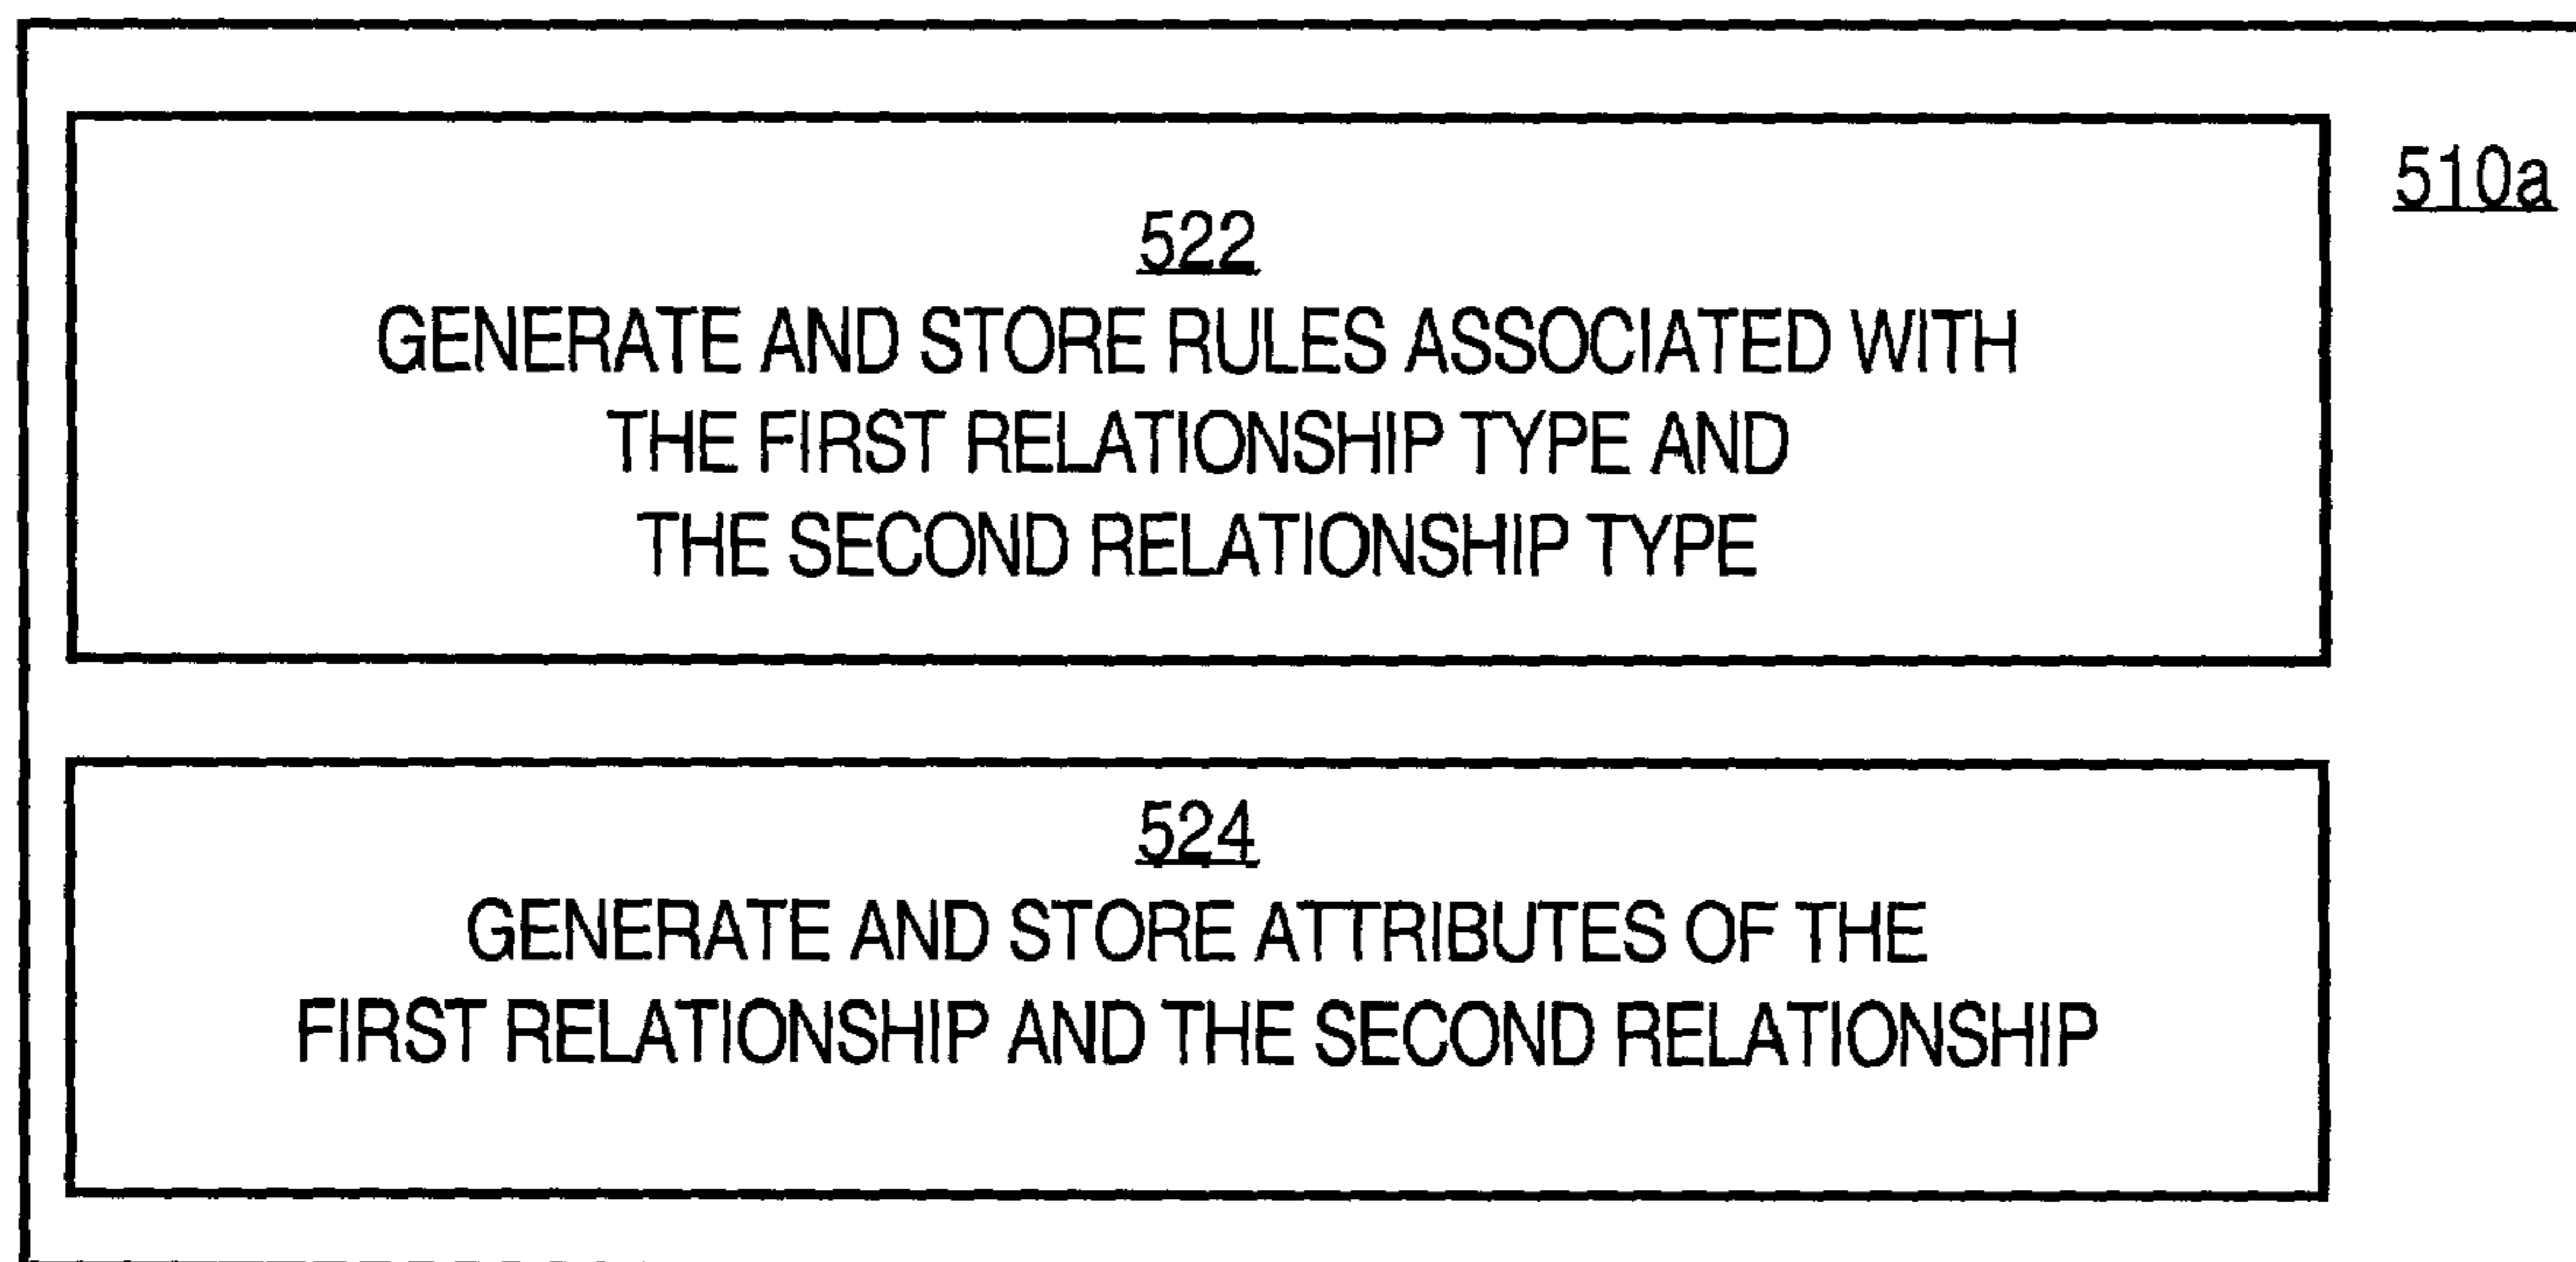 510a
522
GENERATE AND STORE RULES ASSOCIATED WITH
THE FIRST RELATIONSHIP TYPE AND
THE SECOND RELATIONSHIP TYPE
524
GENERATE AND STORE ATTRIBUTES OF THE
FIRST RELATIONSHIP AND THE SECOND RELATIONSHIP